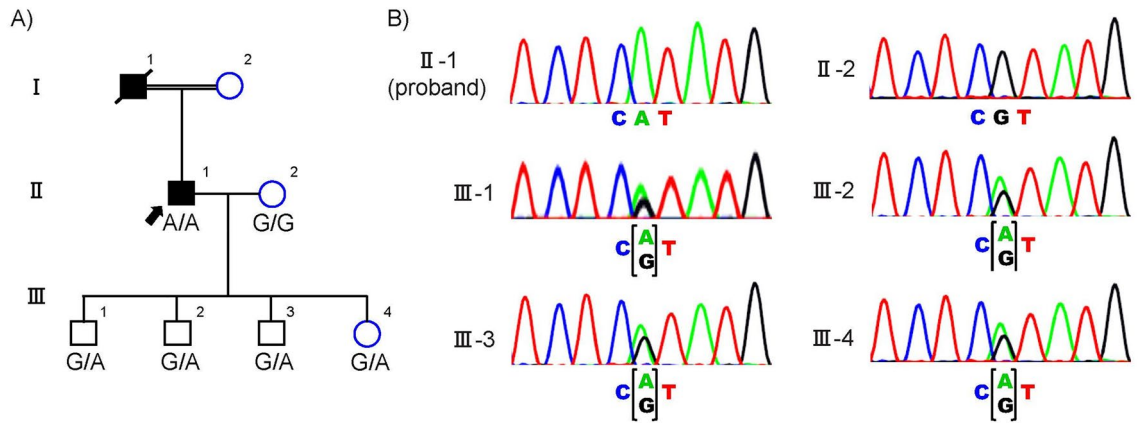 A)
1
2
I
1
2
II
A/A
G/G
III
1
2
3
4
G/A
G/A
G/A
G/A
B)
Ⅱ-1
(proband)
C A T
Ⅱ-2
C G T
Ⅲ-1
C[A/G]T
Ⅲ-2
C[A/G]T
Ⅲ-3
C[A/G]T
Ⅲ-4
C[A/G]T